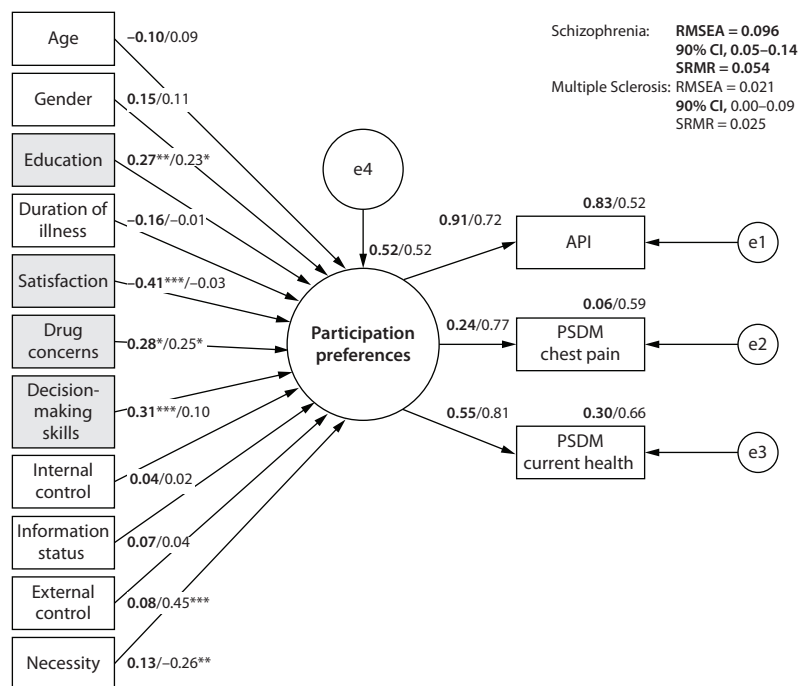 Age
–0.10/0.09
Gender
0.15/0.11
Education
0.27**/0.23*
Duration of
illness
–0.16/–0.01
Satisfaction
–0.41***/–0.03
Drug
concerns
0.28*/0.25*
Decision-
making
skills
0.31***/0.10
Internal
control
0.04/0.02
Information
status
0.07/0.04
External
control
0.08/0.45***
Necessity
0.13/–0.26**
e4
0.52/0.52
Participation
preferences
0.91/0.72
0.24/0.77
0.55/0.81
Schizophrenia: RMSEA = 0.096
90% CI, 0.05–0.14
SRMR = 0.054
Multiple Sclerosis: RMSEA = 0.021
90% CI, 0.00–0.09
SRMR = 0.025
0.83/0.52
API
e1
0.06/0.59
PSDM
chest pain
e2
0.30/0.66
PSDM
current health
e3